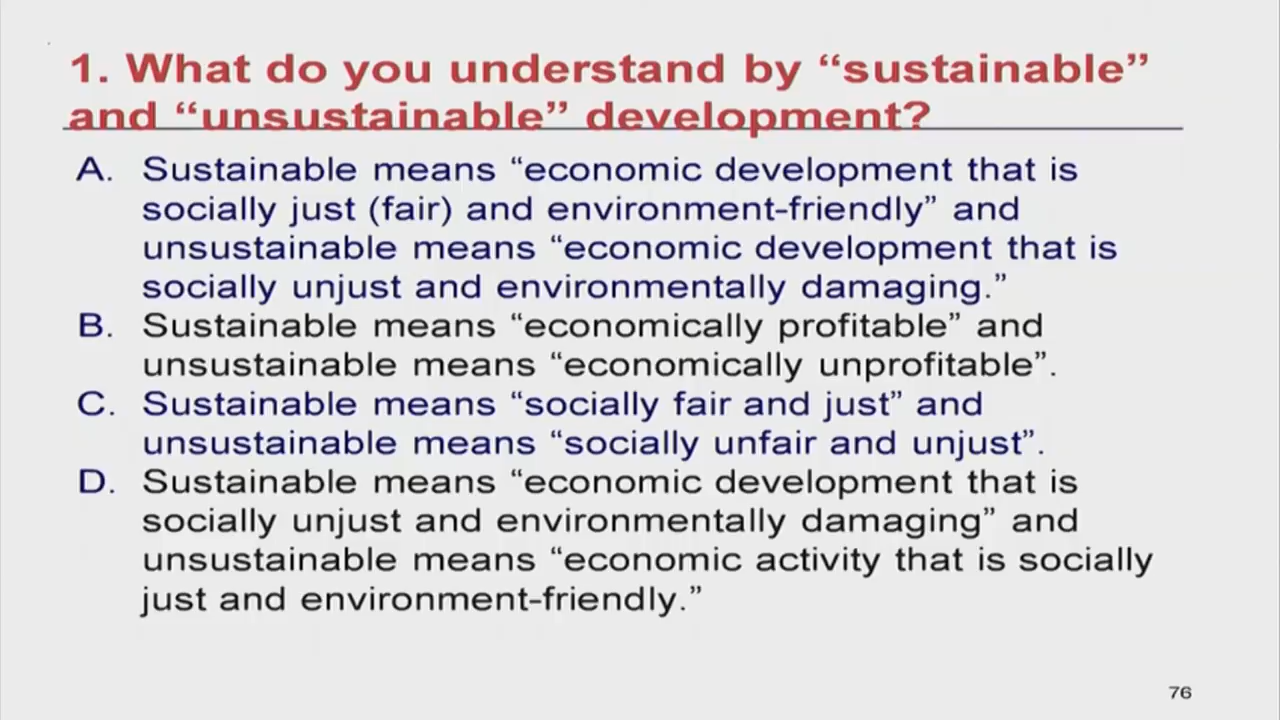 1. What do you understand by “sustainable”
and “unsustainable” development?
A. Sustainable means “economic development that is
socially just (fair) and environment-friendly” and
unsustainable means “economic development that is
socially unjust and environmentally damaging.”
B. Sustainable means “economically profitable” and
unsustainable means “economically unprofitable”.
C. Sustainable means “socially fair and just” and
unsustainable means “socially unfair and unjust”.
D. Sustainable means “economic development that is
socially unjust and environmentally damaging” and
unsustainable means “economic activity that is socially
just and environment-friendly.”
76